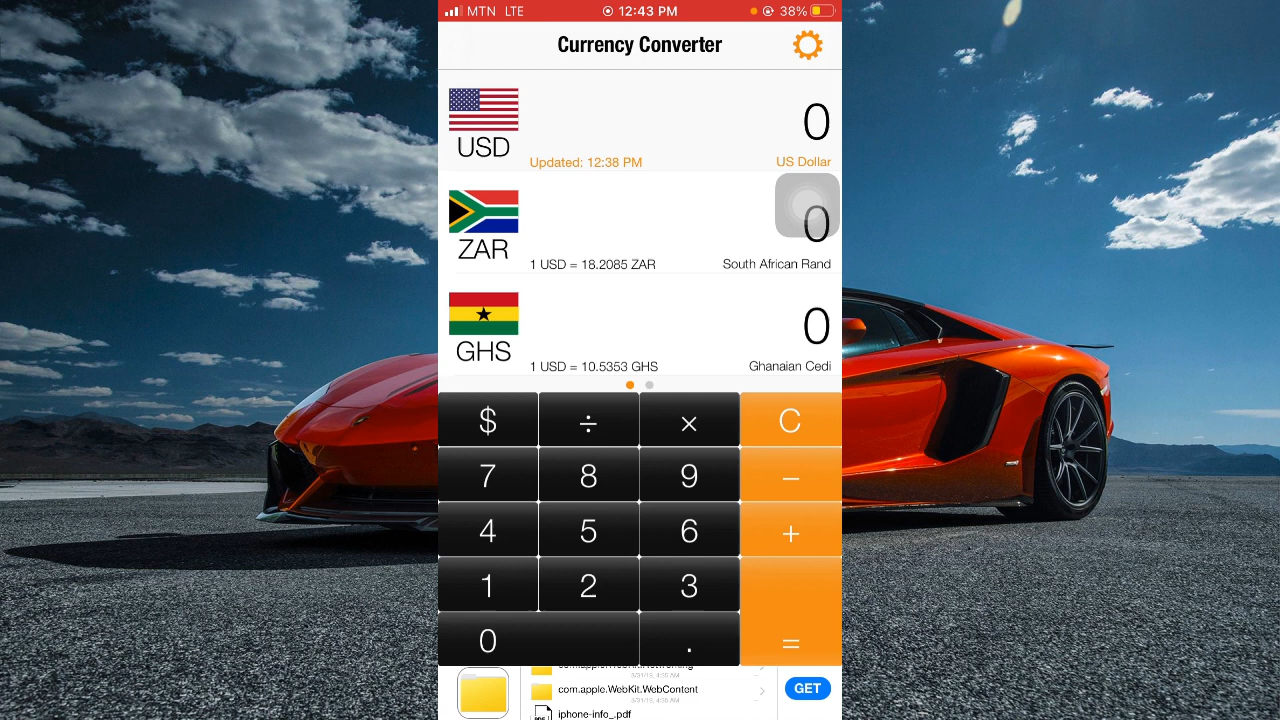 MTN LTE 12:43 PM 38%
Currency Converter
0
USD
Updated: 12:38 PM US Dollar
0
ZAR
1 USD = 18.2085 ZAR South African Rand
0
GHS
1 USD = 10.5353 GHS Ghanaian Cedi
$ ÷ × C
7 8 9 −
4 5 6 +
1 2 3
0 . =
com.apple.WebKit.WebContent
GET
iphone-info_.pdf